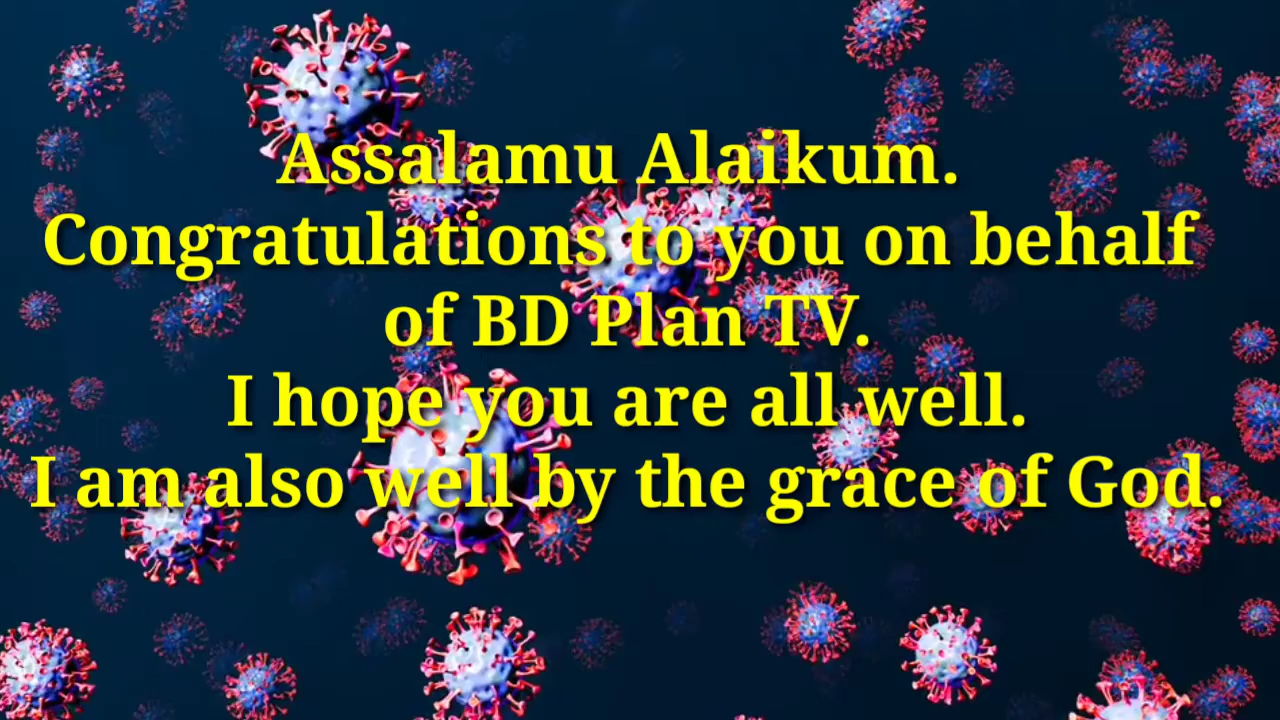 Assalamu Alaikum.
Congratulations to you on behalf
of BD Plan TV.
I hope you are all well.
I am also well by the grace of God.